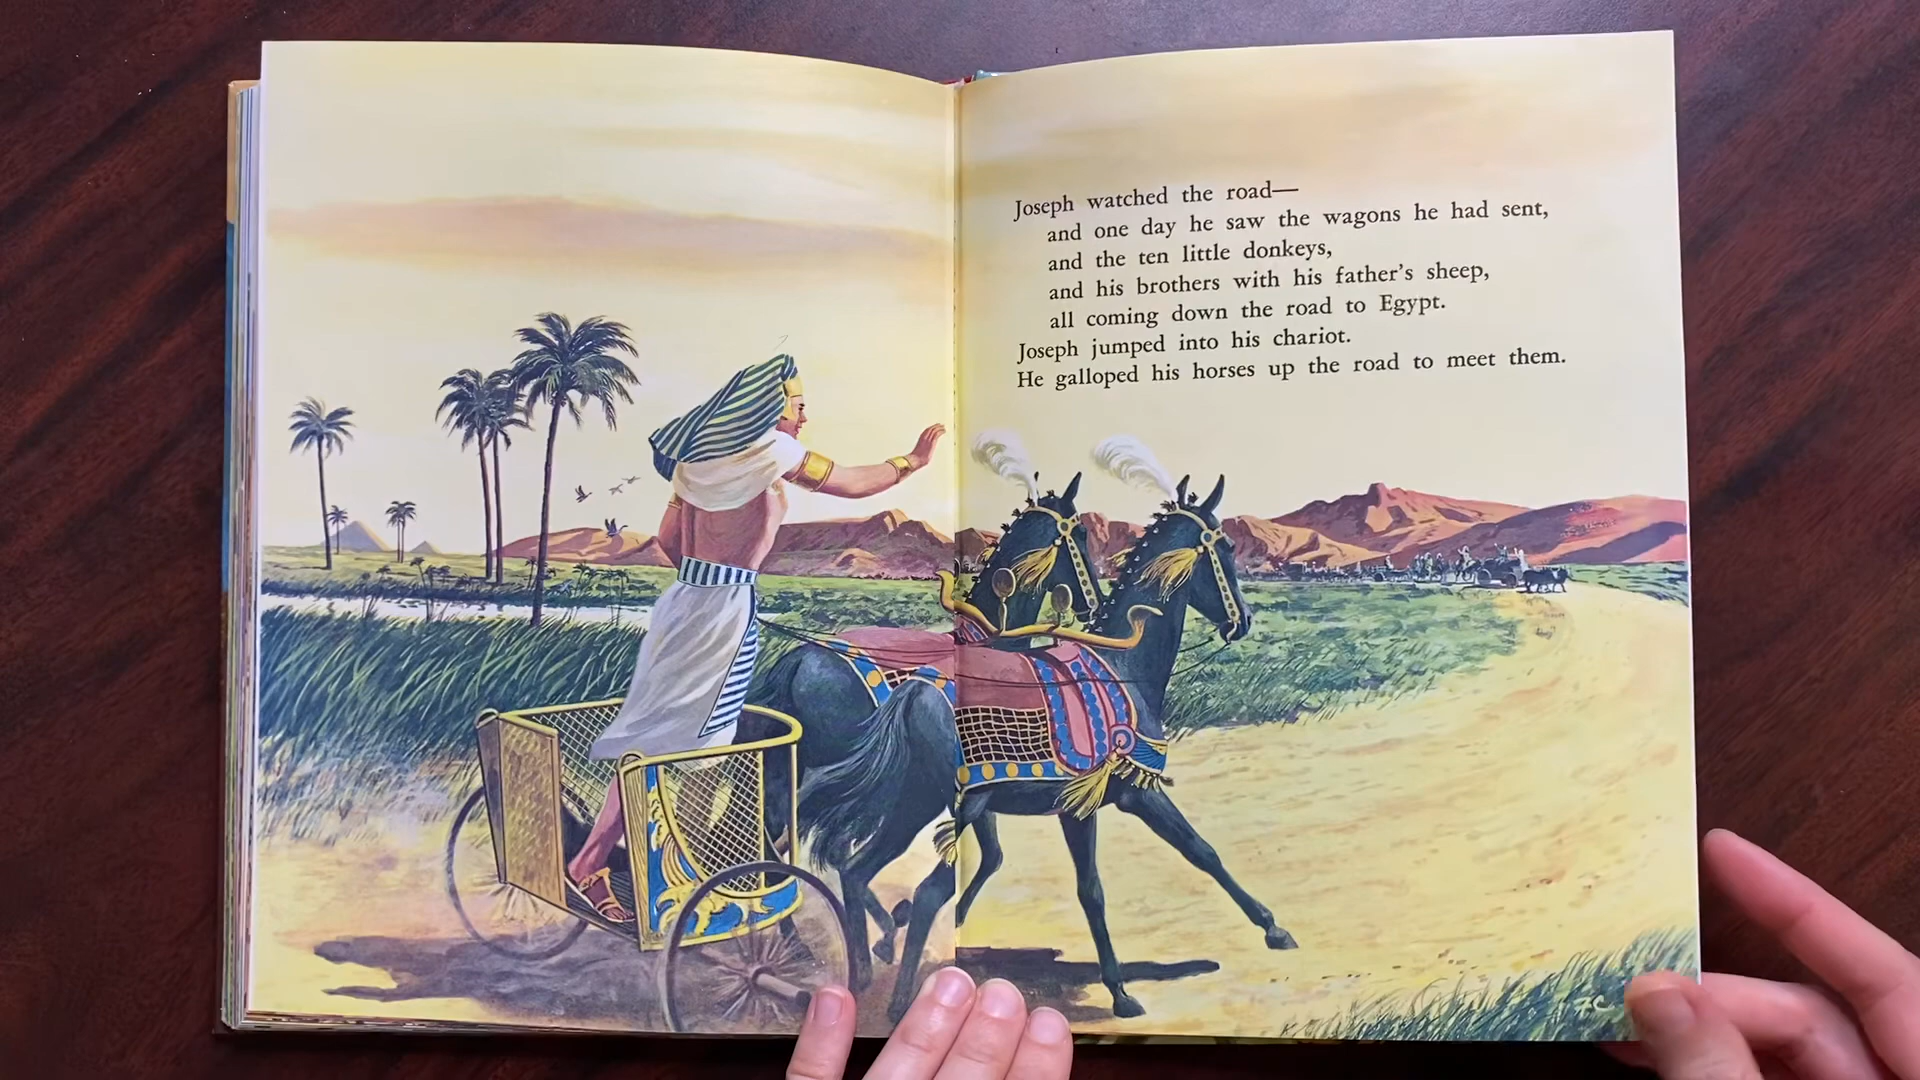 Joseph watched the road—
and one day he saw the wagons he had sent,
and the ten little donkeys,
and his brothers with his father's sheep,
all coming down the road to Egypt.
Joseph jumped into his chariot.
He galloped his horses up the road to meet them.